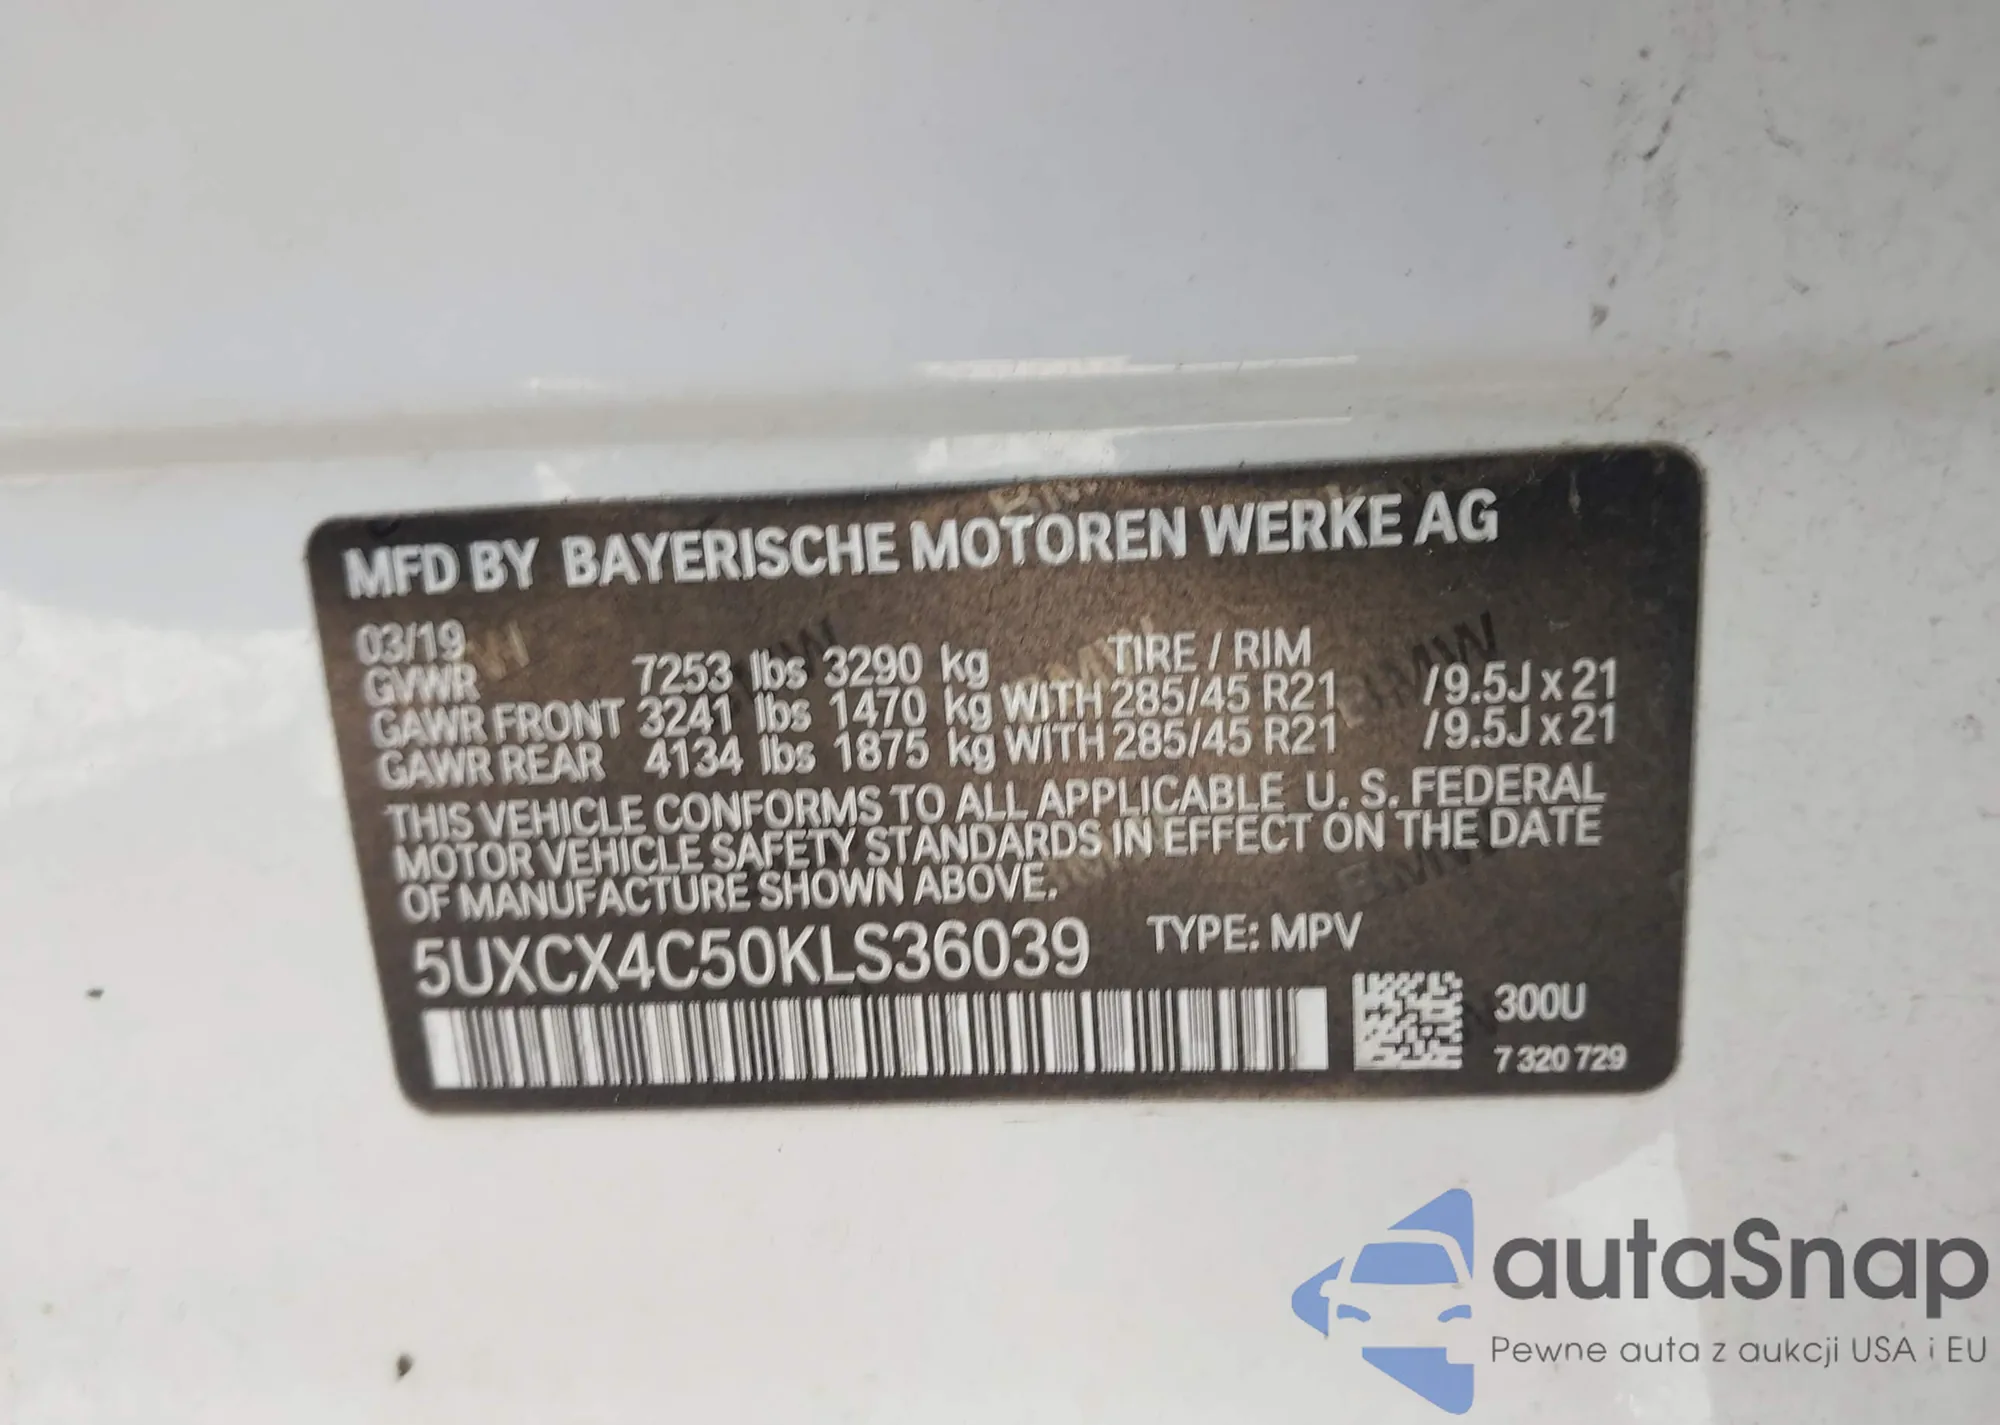 MFD BY BAYERISCHE MOTOREN WERKE AG
03/19 TIRE / RIM
GVWR 7253 lbs 3290 kg
GAWR FRONT 3241 lbs 1470 kg WITH 285/45 R21 /9.5J x 21
GAWR REAR 4134 lbs 1875 kg WITH 285/45 R21 /9.5J x 21
THIS VEHICLE CONFORMS TO ALL APPLICABLE U. S. FEDERAL
MOTOR VEHICLE SAFETY STANDARDS IN EFFECT ON THE DATE
OF MANUFACTURE SHOWN ABOVE.
5UXCX4C50KLS36039 TYPE: MPV
300U
7 320 729
autaSnap
Pewne auta z aukcji USA i EU